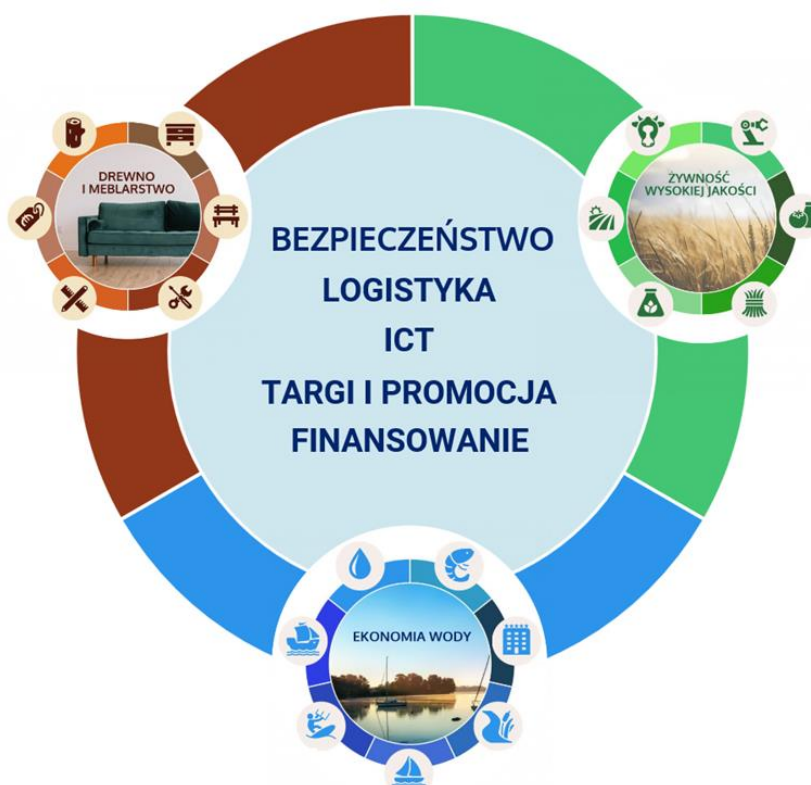 DREWNO
I MEBLARSTWO
ŻYWNOŚĆ
WYSOKIEJ JAKOŚCI
BEZPIECZEŃSTWO
LOGISTYKA
ICT
TARGI I PROMOCJA
FINANSOWANIE
EKONOMIA WODY